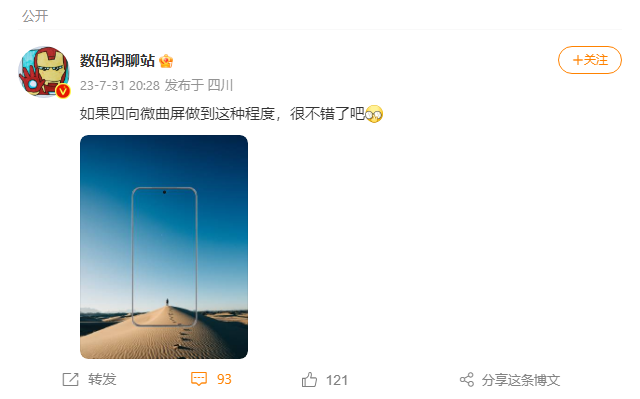 公开
数码闲聊站
+关注
23-7-31 20:28 发布于 四川
如果四向微曲屏做到这种程度，很不错了吧
转发
93
121
分享这条博文